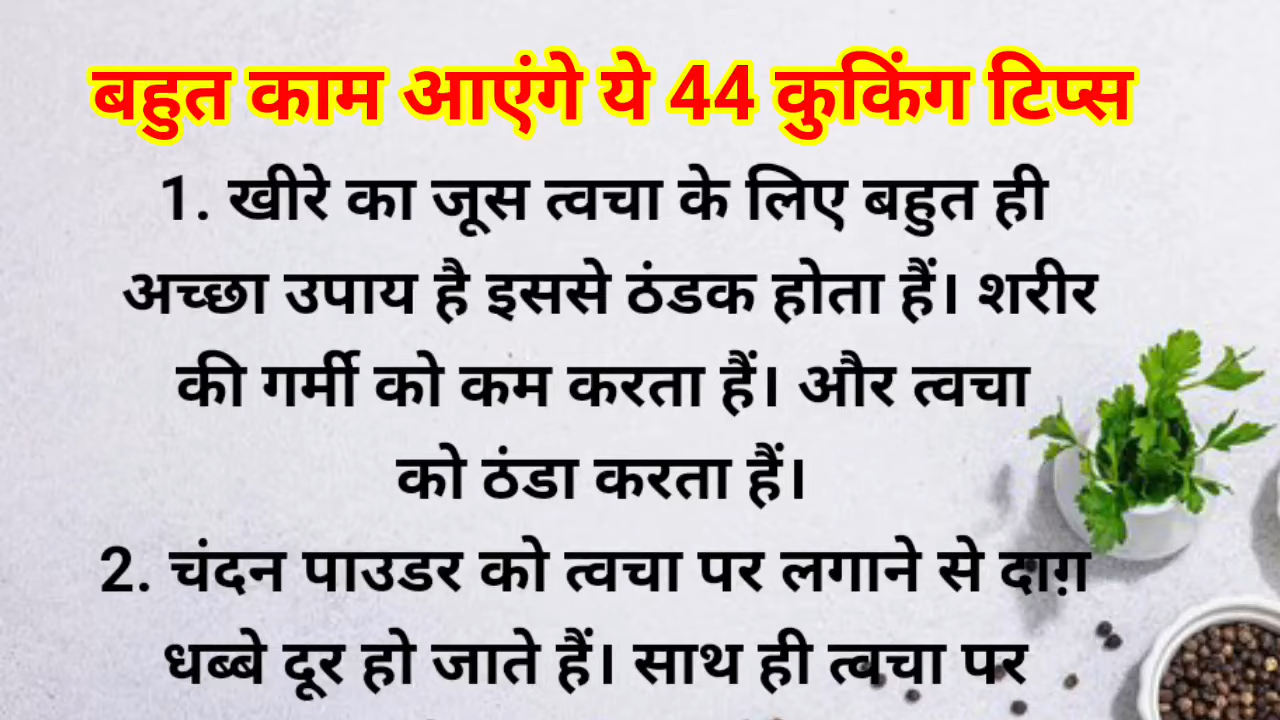 बहुत काम आएंगे ये 44 कुकिंग टिप्स
1. खीरे का जूस त्वचा के लिए बहुत ही
अच्छा उपाय है इससे ठंडक होता हैं। शरीर
की गर्मी को कम करता हैं। और त्वचा
को ठंडा करता हैं।
2. चंदन पाउडर को त्वचा पर लगाने से दाग़
धब्बे दूर हो जाते हैं। साथ ही त्वचा पर